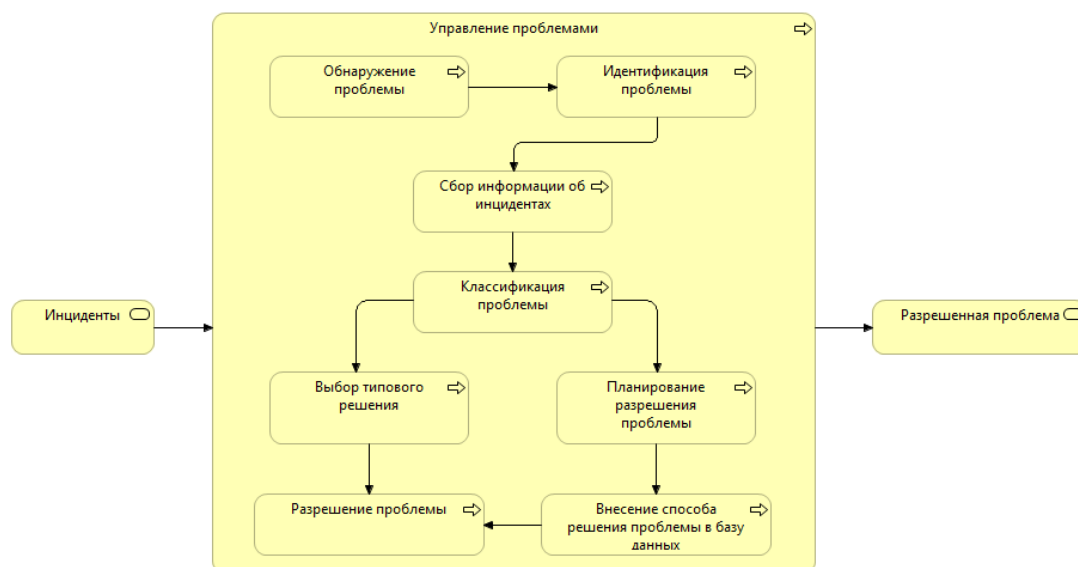 Управление проблемами
Обнаружение
проблемы
Идентификация
проблемы
Сбор информации об
инцидентах
Классификация
проблемы
Инциденты
Разрешенная проблема
Выбор типового
решения
Планирование
разрешения
проблемы
Разрешение проблемы
Внесение способа
решения проблемы в базу
данных